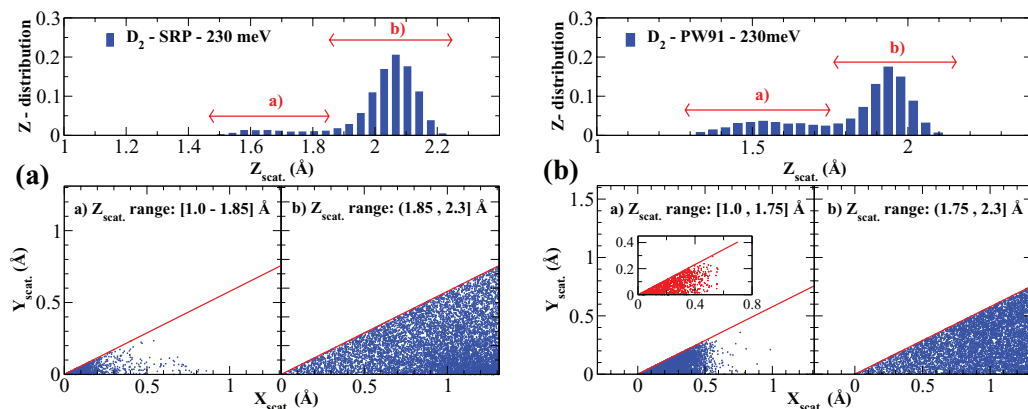 D2 - SRP - 230 meV
b)
a)
Z - distribution
0.3
0.2
0.1
0
1 1.2 1.4 1.6 1.8 2 2.2 2.4
Zscat. (Å)
(a)
a) Zscat. range: [1.0 - 1.85] Å
b) Zscat. range: (1.85 , 2.3] Å
Yscat. (Å)
1.5
1
0.5
0
0 0.5 1 0 0.5 1
Xscat. (Å)
D2 - PW91 - 230meV
b)
a)
Z- distribution
0.3
0.2
0.1
0
1 1.5 2
Zscat. (Å)
(b)
a) Zscat. range: [1.0 , 1.75] Å
b) Zscat. range: (1.75 , 2.3] Å
0.4
0.2
0
0 0.4 0.8
Yscat. (Å)
1.5
1
0.5
0
0 0.5 1 0 0.5 1
Xscat. (Å)